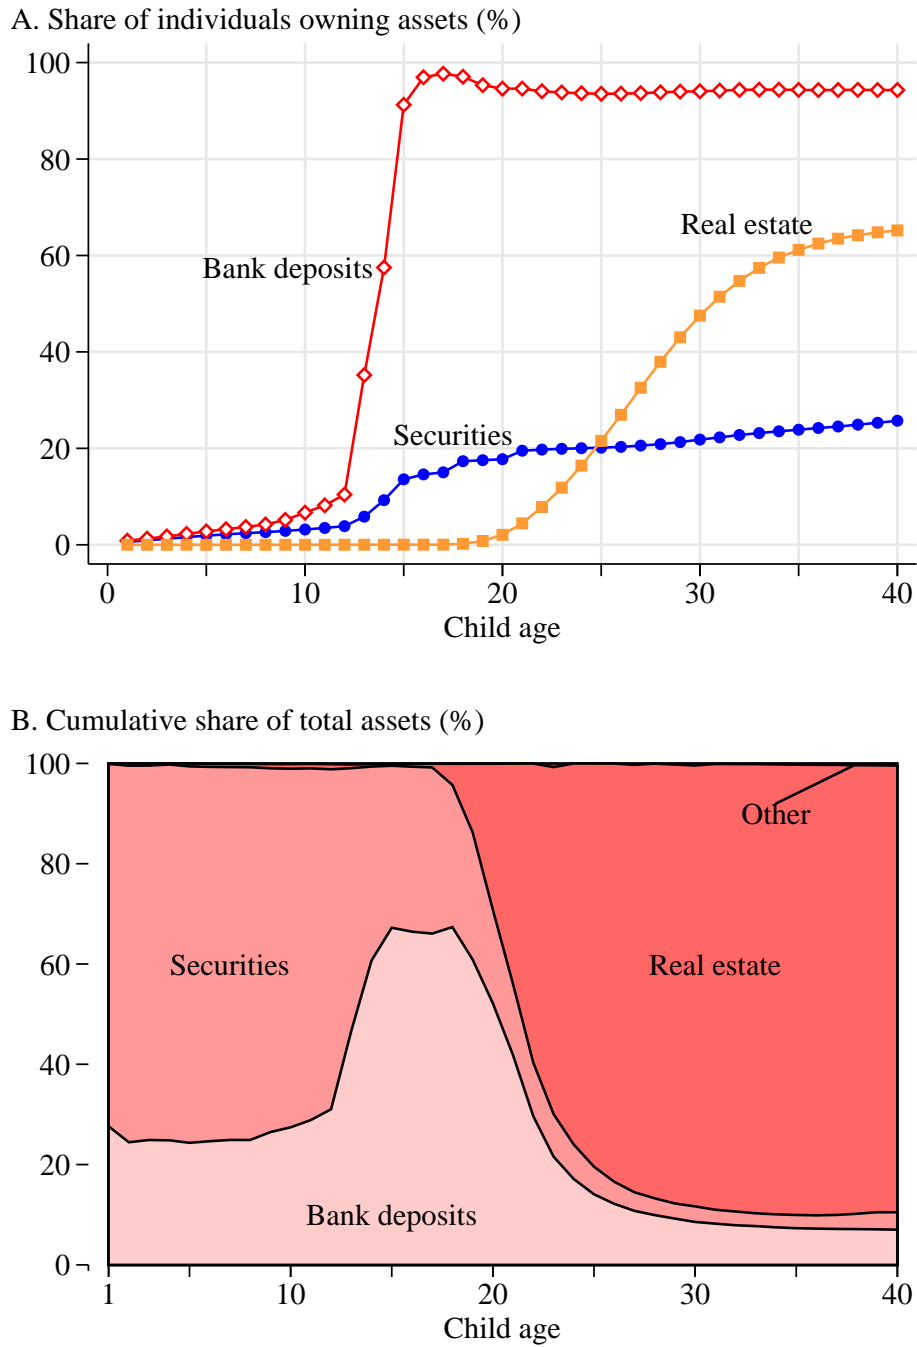 A. Share of individuals owning assets (%)
100
80
60
40
20
0
Real estate
Bank deposits
Securities
0 10 20 30 40
Child age
B. Cumulative share of total assets (%)
100
80
60
40
20
0
Other
Securities
Real estate
Bank deposits
1 10 20 30 40
Child age